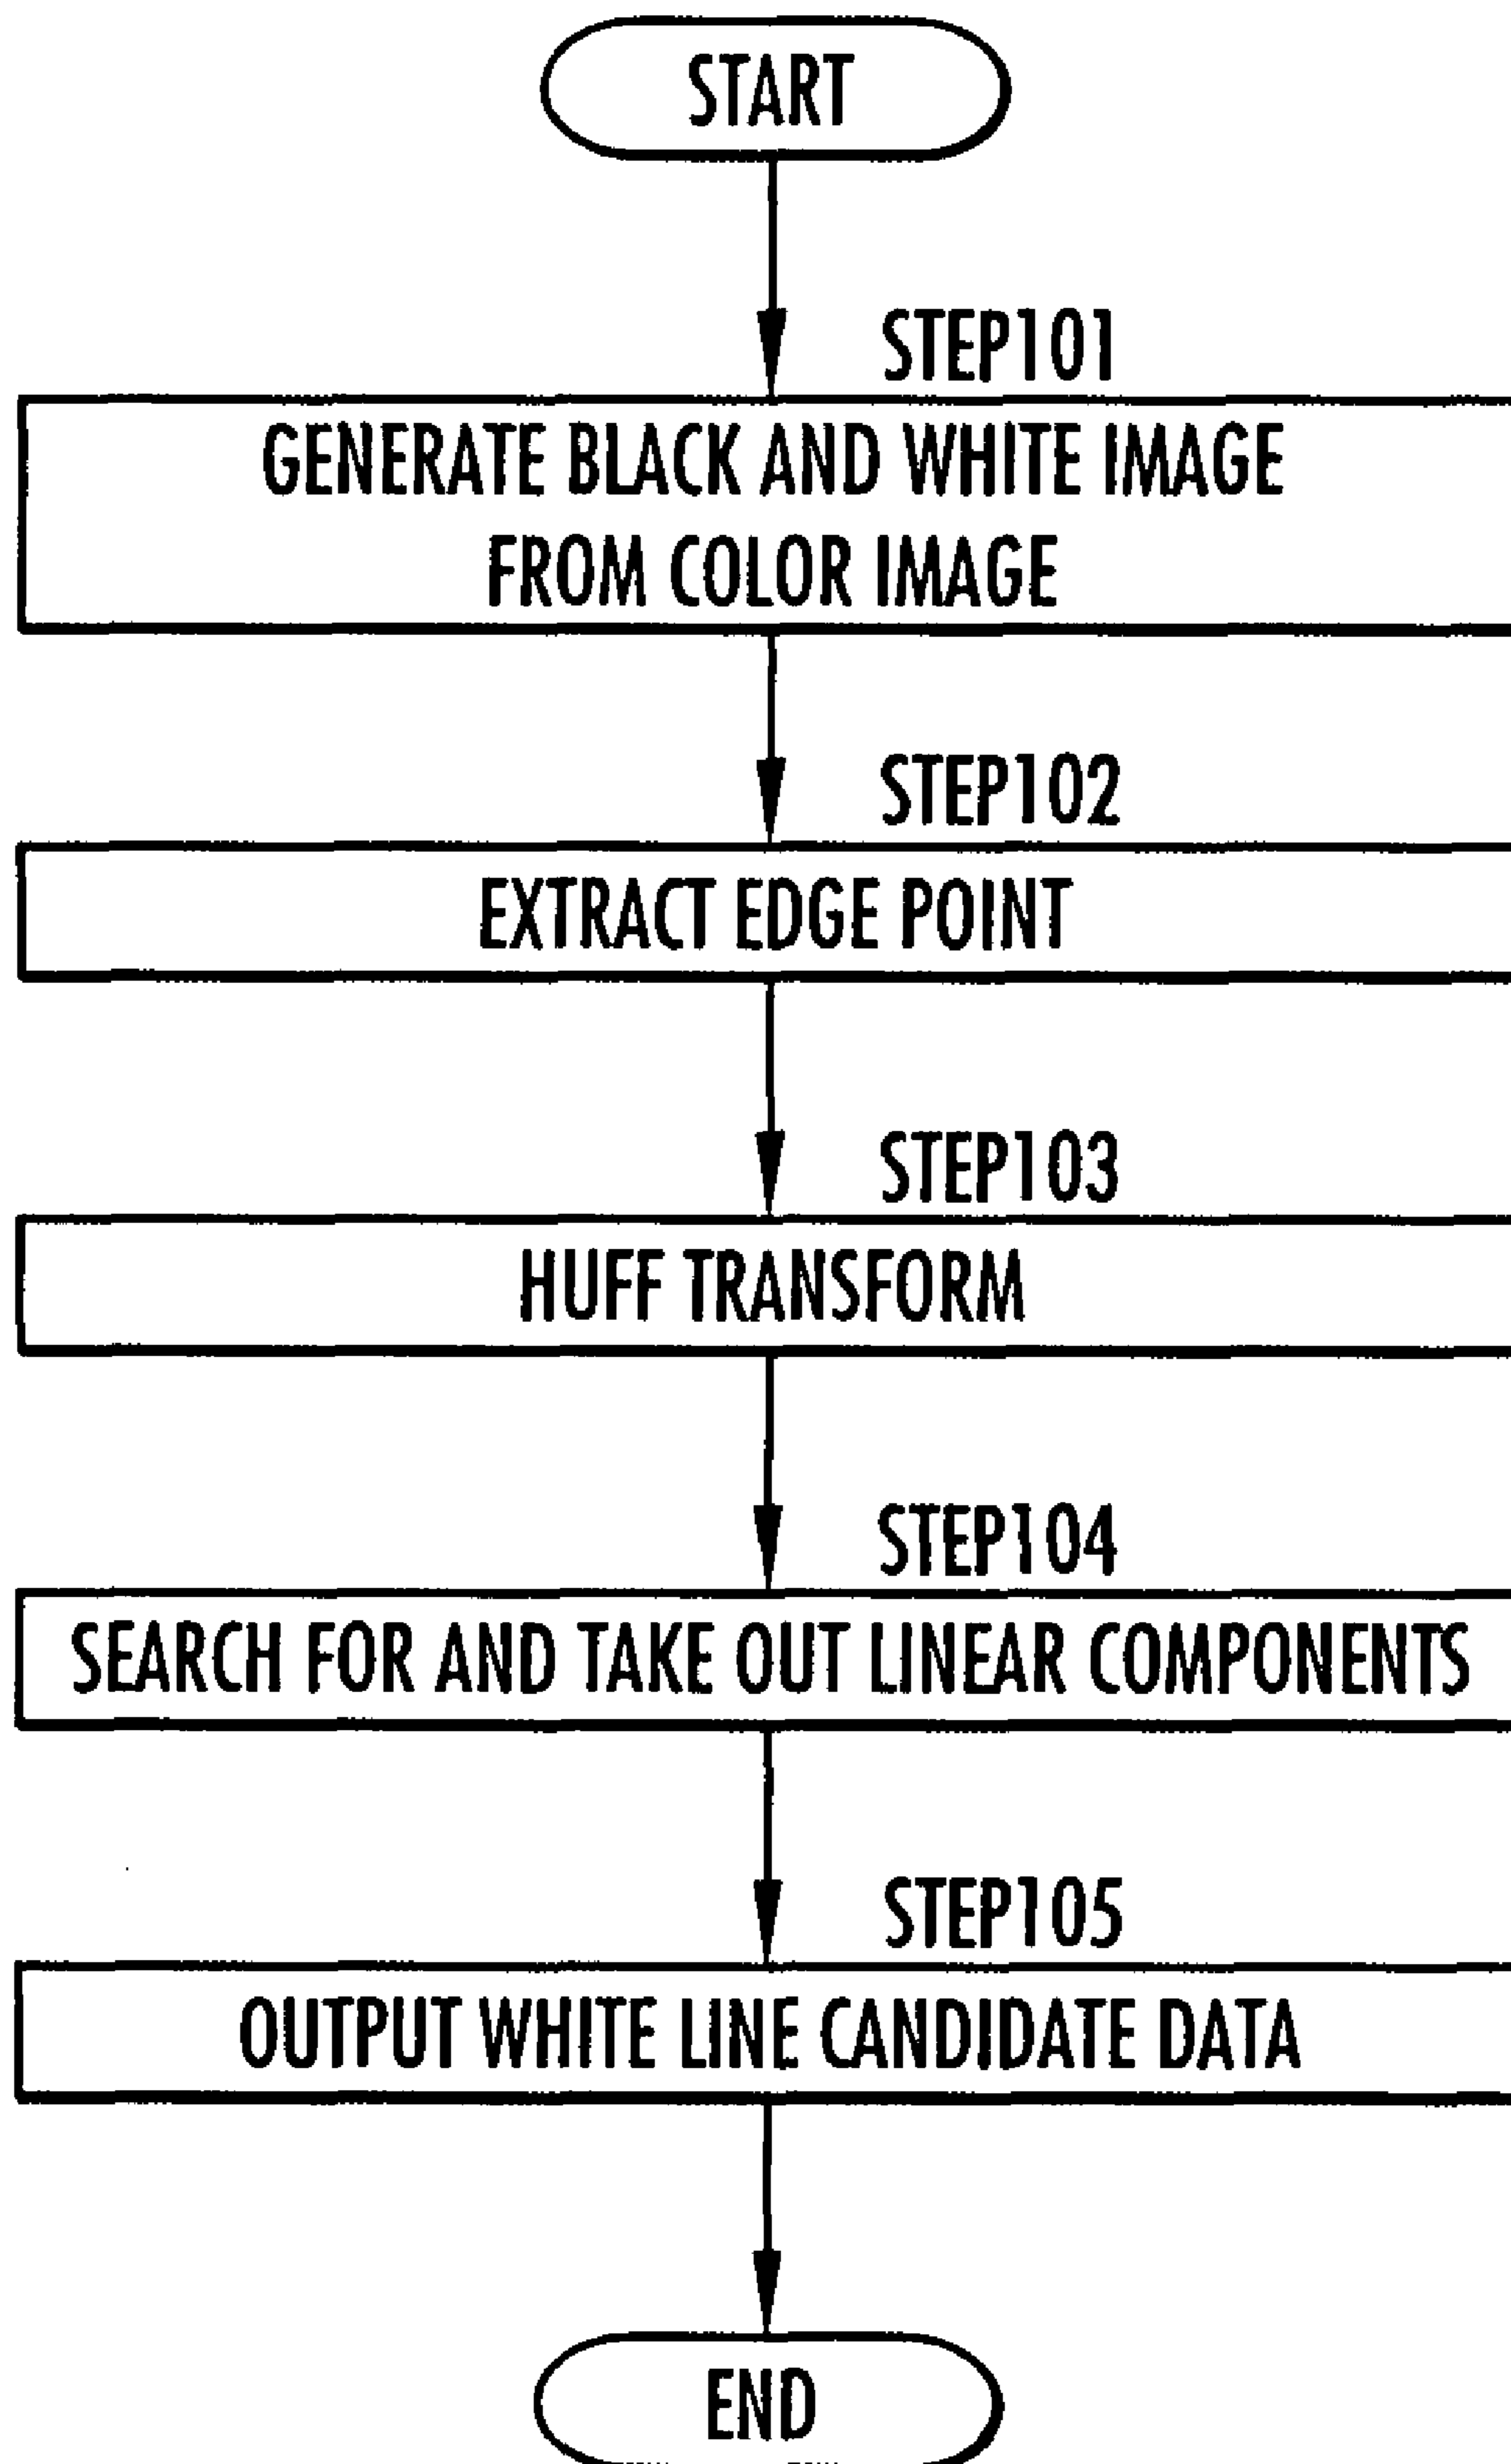 START
STEP101
GENERATE BLACK AND WHITE IMAGE
FROM COLOR IMAGE
STEP102
EXTRACT EDGE POINT
STEP103
HUFF TRANSFORM
STEP104
SEARCH FOR AND TAKE OUT LINEAR COMPONENTS
STEP105
OUTPUT WHITE LINE CANDIDATE DATA
END